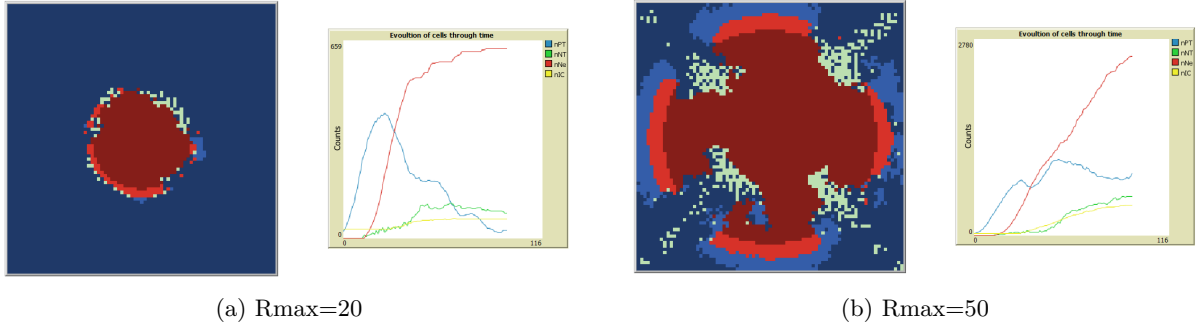 Evoultion of cells through time
659
Counts
0
0
116
nPT
nNT
nNe
nIC
Evoultion of cells through time
2780
Counts
0
0
116
nPT
nNT
nNe
nIC
(a) Rmax=20
(b) Rmax=50